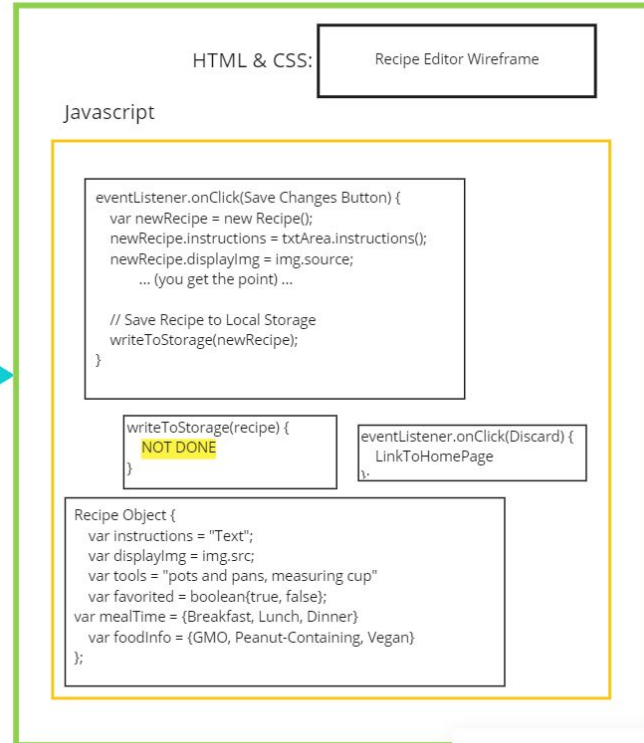 HTML & CSS:
Recipe Editor Wireframe
Javascript
eventListener.onClick(Save Changes Button) {
var newRecipe = new Recipe();
newRecipe.instructions = txtArea.instructions();
newRecipe.displayImg = img.source;
... (you get the point) ...
// Save Recipe to Local Storage
writeToStorage(newRecipe);
}
writeToStorage(recipe) {
NOT DONE
}
eventListener.onClick(Discard) {
LinkToHomePage
};
Recipe Object {
var instructions = "Text";
var displayImg = img.src;
var tools = "pots and pans, measuring cup"
var favorited = boolean{true, false};
var mealTime = {Breakfast, Lunch, Dinner}
var foodInfo = {GMO, Peanut-Containing, Vegan}
};